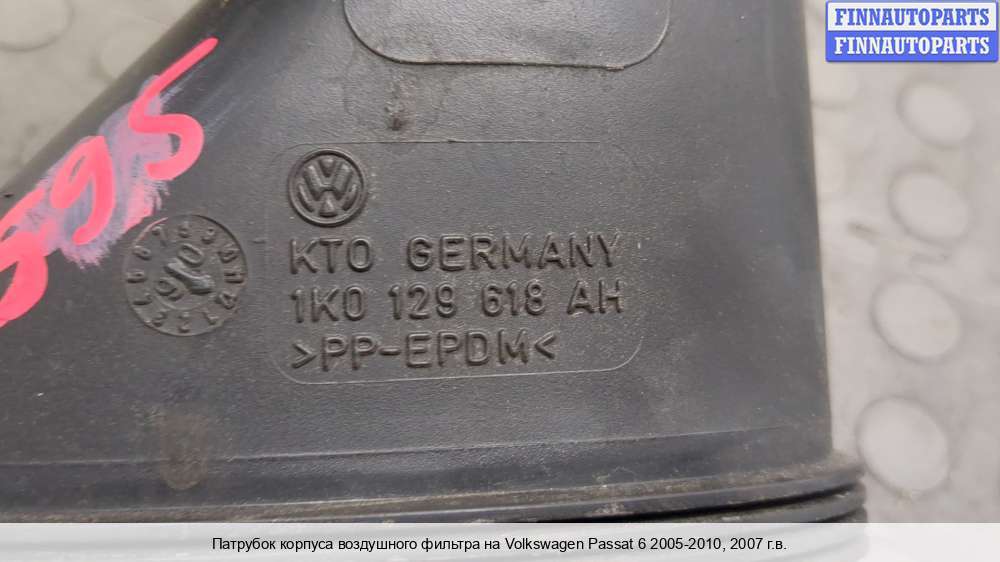 FINNAUTOPARTS
FINNAUTOPARTS
595
KTO GERMANY
1K0 129 618 AH
>PP-EPDM<
Патрубок корпуса воздушного фильтра на Volkswagen Passat 6 2005-2010, 2007 г.в.